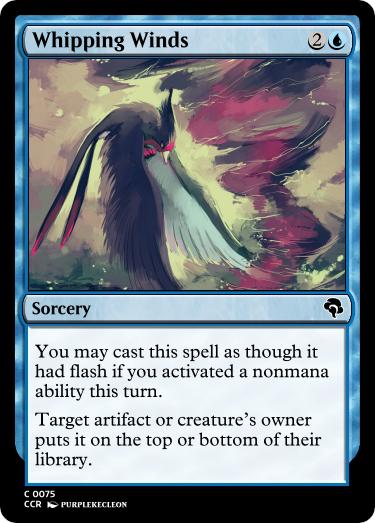 Whipping Winds 2
Sorcery
You may cast this spell as though it
had flash if you activated a nonmana
ability this turn.
Target artifact or creature's owner
puts it on the top or bottom of their
library.
C 0075
CCR PURPLEKECLEON